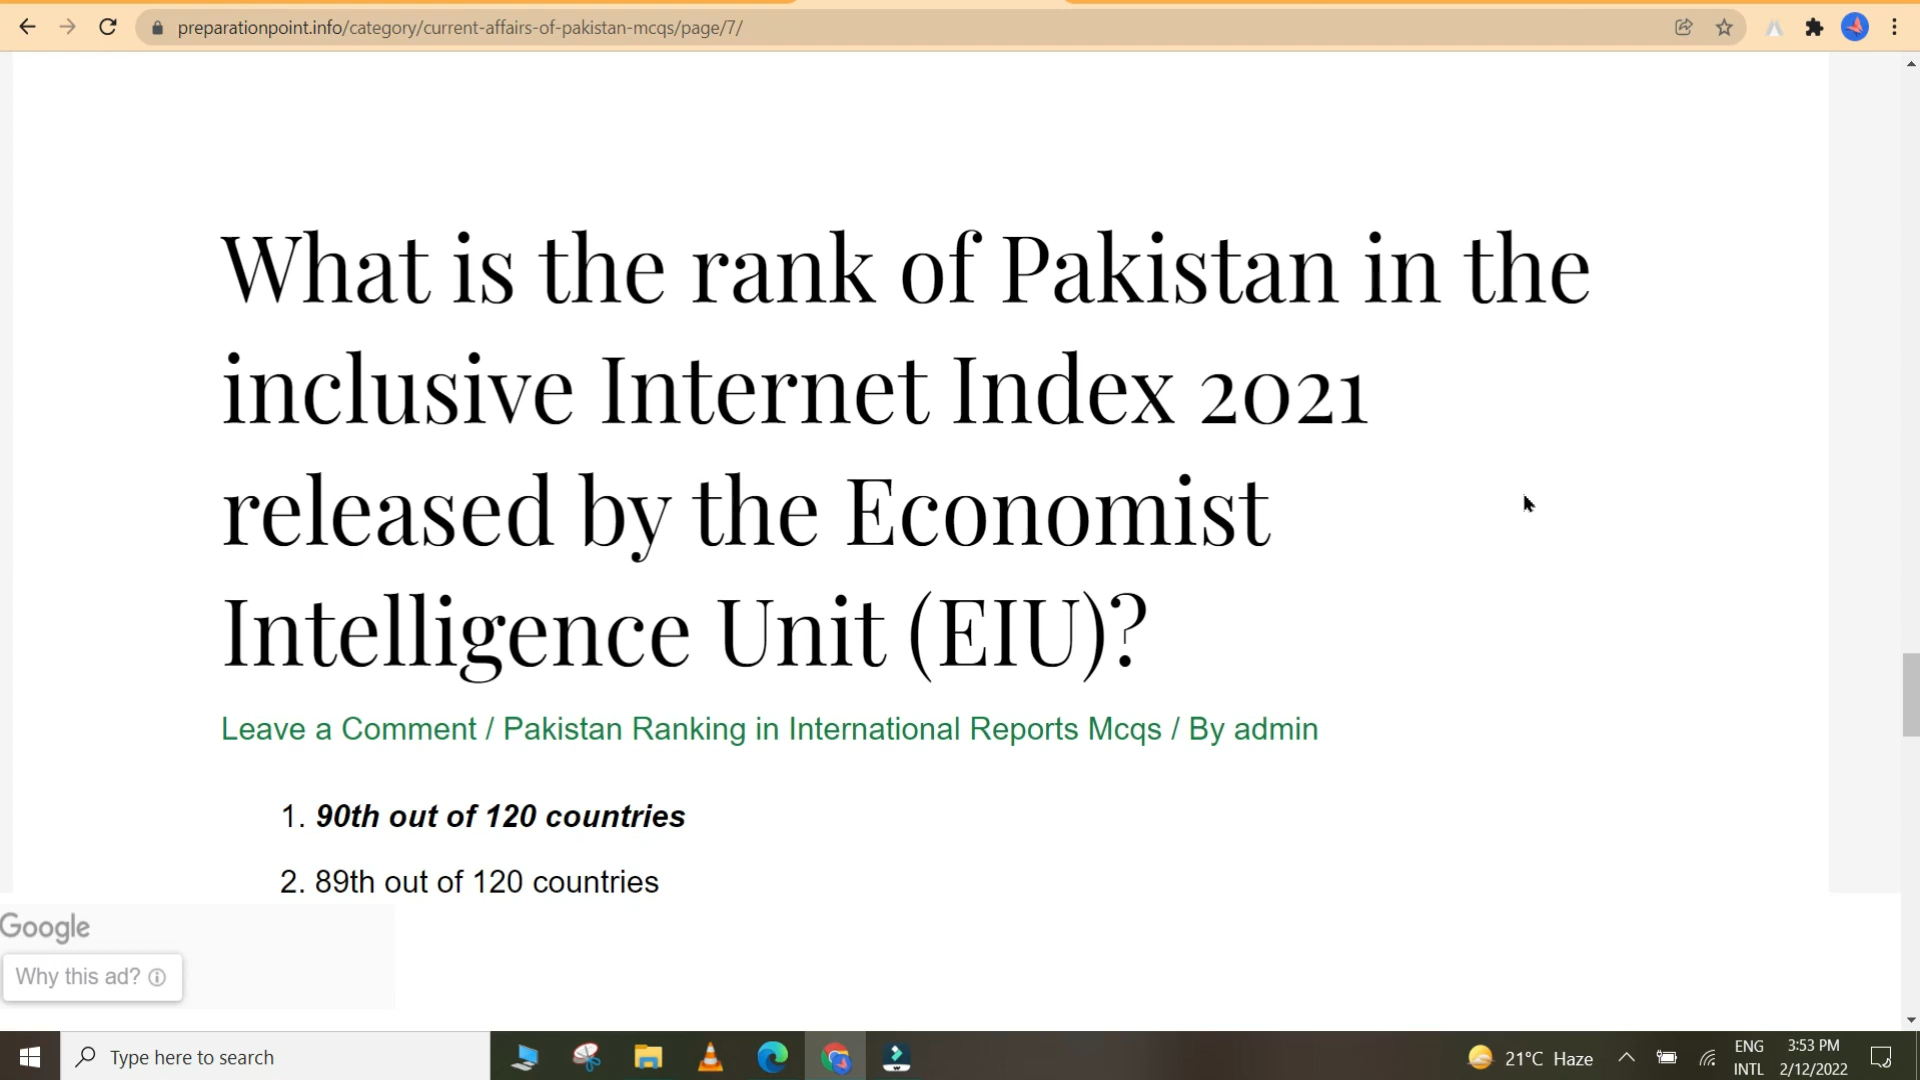 preparationpoint.info/category/current-affairs-of-pakistan-mcqs/page/7/
What is the rank of Pakistan in the
inclusive Internet Index 2021
released by the Economist
Intelligence Unit (EIU)?
Leave a Comment / Pakistan Ranking in International Reports Mcqs / By admin
1. 90th out of 120 countries
2. 89th out of 120 countries
Google
Why this ad?
Type here to search
21°C Haze
ENG
INTL
3:53 PM
2/12/2022